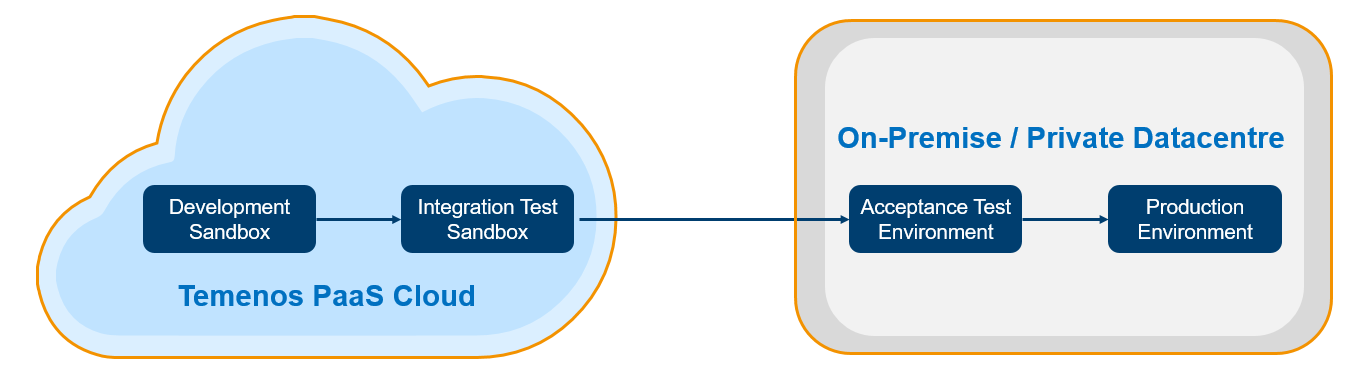 On-Premise / Private Datacentre
Development
Sandbox
Integration Test
Sandbox
Acceptance Test
Environment
Production
Environment
Temenos PaaS Cloud